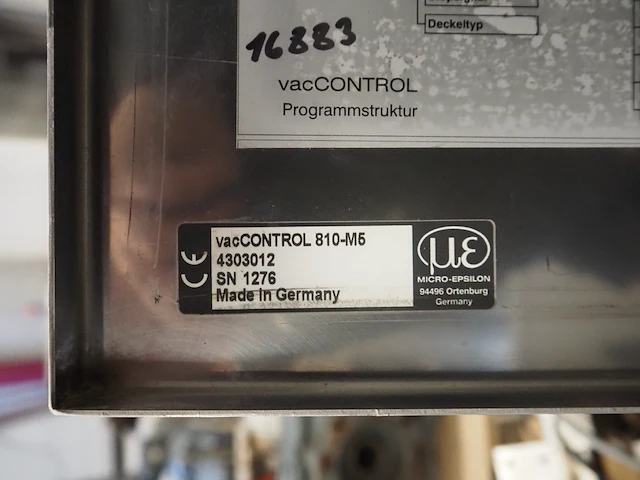 Deckeltyp
16883
vacCONTROL
Programmstruktur
CE
vacCONTROL 810-M5
4303012
SN 1276
Made in Germany
µε
MICRO-EPSILON
94496 Ortenburg
Germany